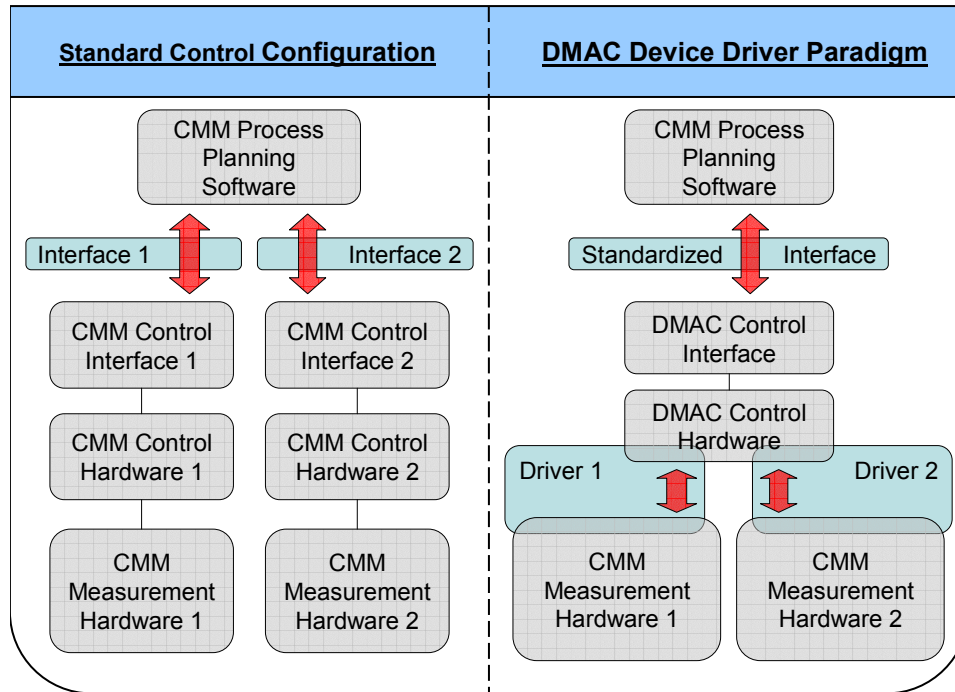 Standard Control Configuration
CMM Process
Planning
Software
Interface 1
Interface 2
CMM Control
Interface 1
CMM Control
Interface 2
CMM Control
Hardware 1
CMM Control
Hardware 2
CMM
Measurement
Hardware 1
CMM
Measurement
Hardware 2
DMAC Device Driver Paradigm
CMM Process
Planning
Software
Standardized Interface
DMAC Control
Interface
DMAC Control
Hardware
Driver 1
Driver 2
CMM
Measurement
Hardware 1
CMM
Measurement
Hardware 2